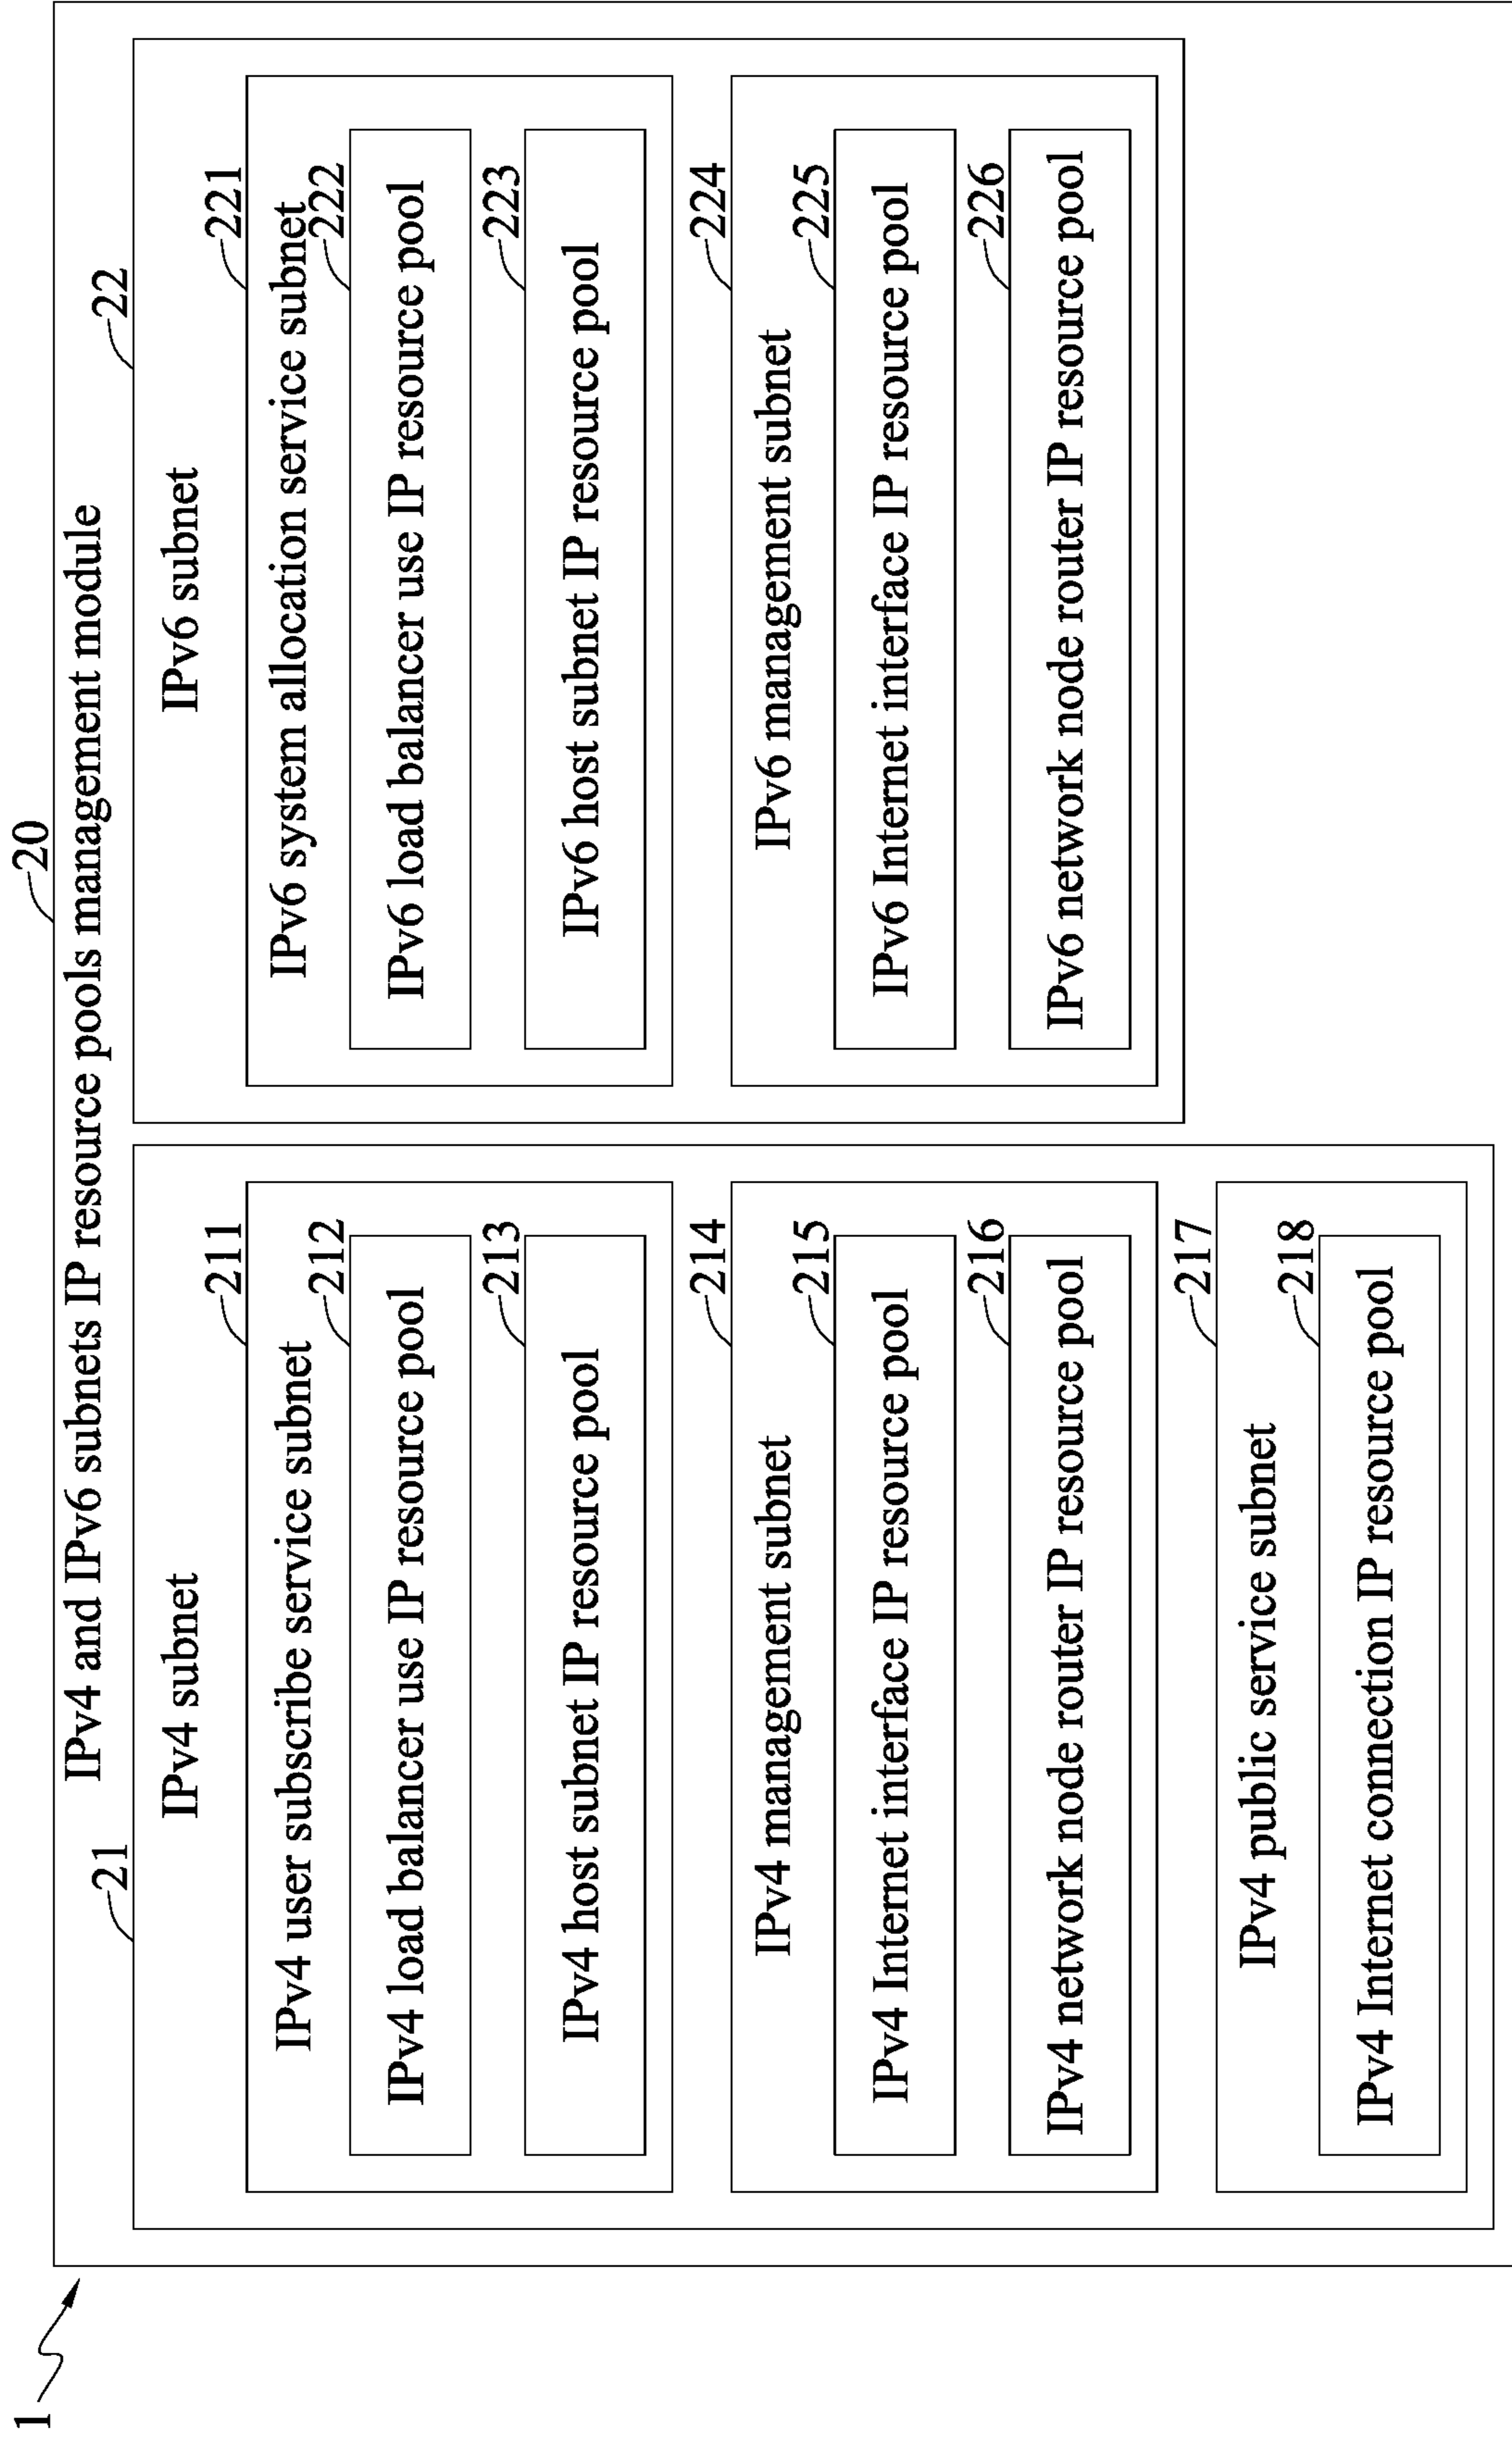 1
20
IPv4 and IPv6 subnets IP resource pools management module
21
IPv4 subnet
211
IPv4 user subscribe service subnet
212
IPv4 load balancer use IP resource pool
213
IPv4 host subnet IP resource pool
214
IPv4 management subnet
215
IPv4 Internet interface IP resource pool
216
IPv4 network node router IP resource pool
217
IPv4 public service subnet
218
IPv4 Internet connection IP resource pool
22
IPv6 subnet
221
IPv6 system allocation service subnet
222
IPv6 load balancer use IP resource pool
223
IPv6 host subnet IP resource pool
224
IPv6 management subnet
225
IPv6 Internet interface IP resource pool
226
IPv6 network node router IP resource pool